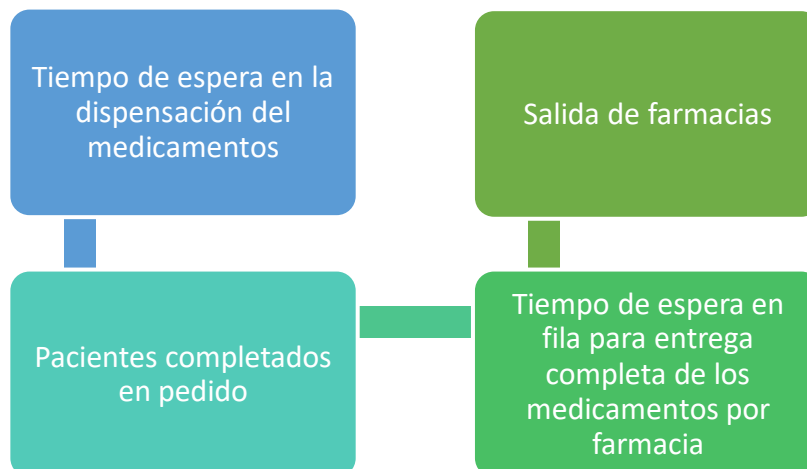 Tiempo de espera en la
dispensación del
medicamentos
Pacientes completados
en pedido
Tiempo de espera en
fila para entrega
completa de los
medicamentos por
farmacia
Salida de farmacias